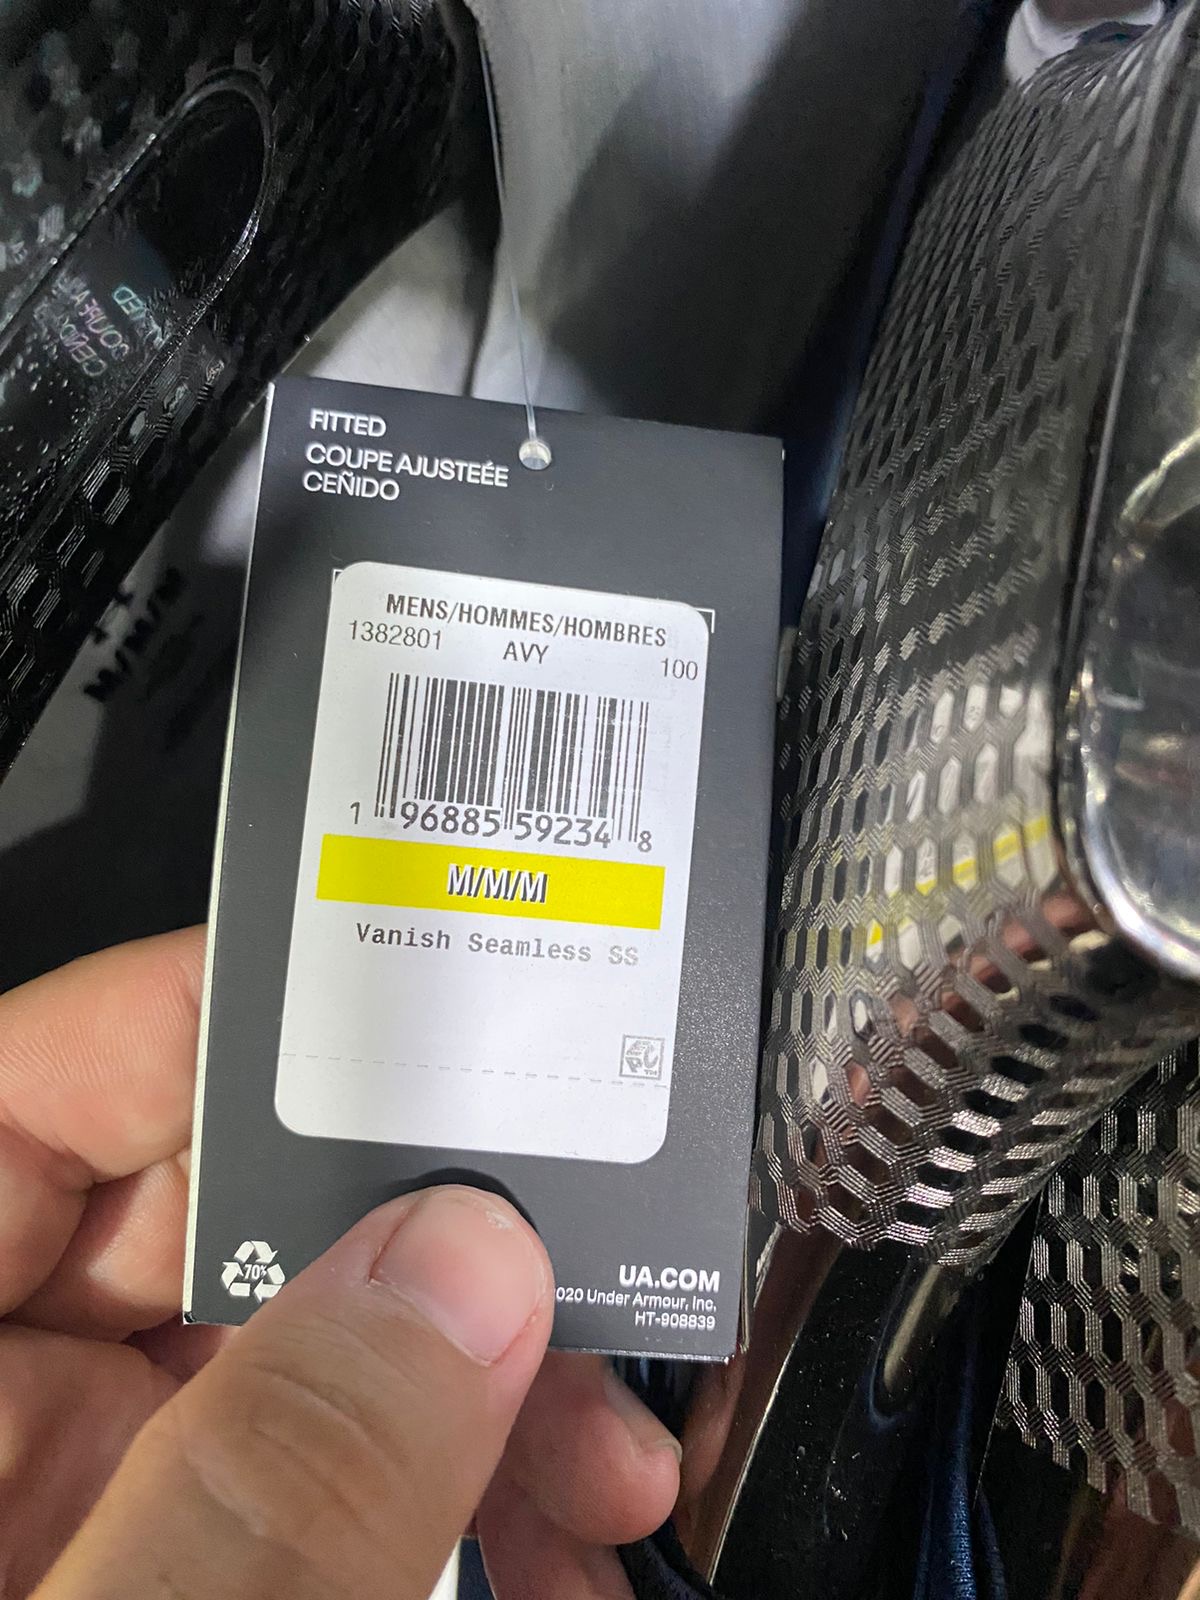 FITTED
COUPE AJUSTEÉE
CEÑIDO
MENS/HOMMES/HOMBRES
1382801 AVY 100
1 96885 59234 8
M/M/M
Vanish Seamless SS
70%
UA.COM
020 Under Armour, Inc.
HT-908839